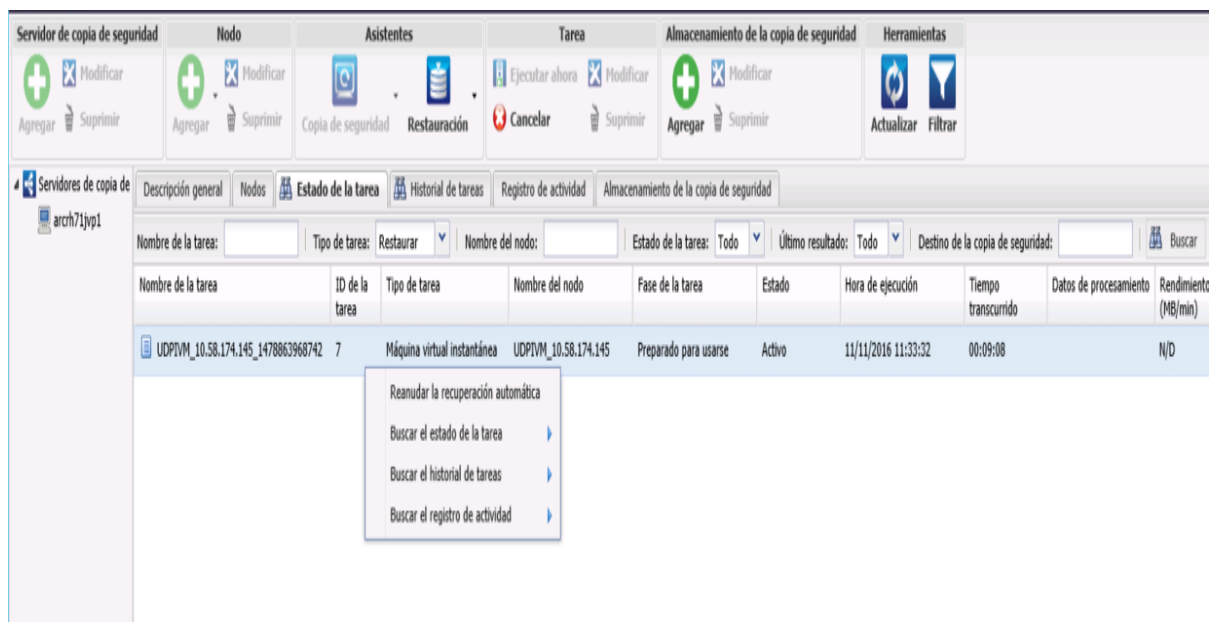 Servidor de copia de seguridad
Nodo
Asistentes
Tarea
Almacenamiento de la copia de seguridad
Herramientas
Agregar
Modificar
Suprimir
Agregar
Modificar
Suprimir
Copia de seguridad
Restauración
Ejecutar ahora
Modificar
Cancelar
Suprimir
Agregar
Modificar
Suprimir
Actualizar
Filtrar
Servidores de copia de
arcrh71jvp1
Descripción general
Nodos
Estado de la tarea
Historial de tareas
Registro de actividad
Almacenamiento de la copia de seguridad
Nombre de la tarea:
Tipo de tarea: Restaurar
Nombre del nodo:
Estado de la tarea: Todo
Último resultado: Todo
Destino de la copia de seguridad:
Buscar
Nombre de la tarea
ID de la tarea
Tipo de tarea
Nombre del nodo
Fase de la tarea
Estado
Hora de ejecución
Tiempo transcurrido
Datos de procesamiento
Rendimiento (MB/min)
UDPIVM_10.58.174.145_1478863968742
7
Máquina virtual instantánea
UDPIVM_10.58.174.145
Preparado para usarse
Activo
11/11/2016 11:33:32
00:09:08
N/D
Reanudar la recuperación automática
Buscar el estado de la tarea
Buscar el historial de tareas
Buscar el registro de actividad